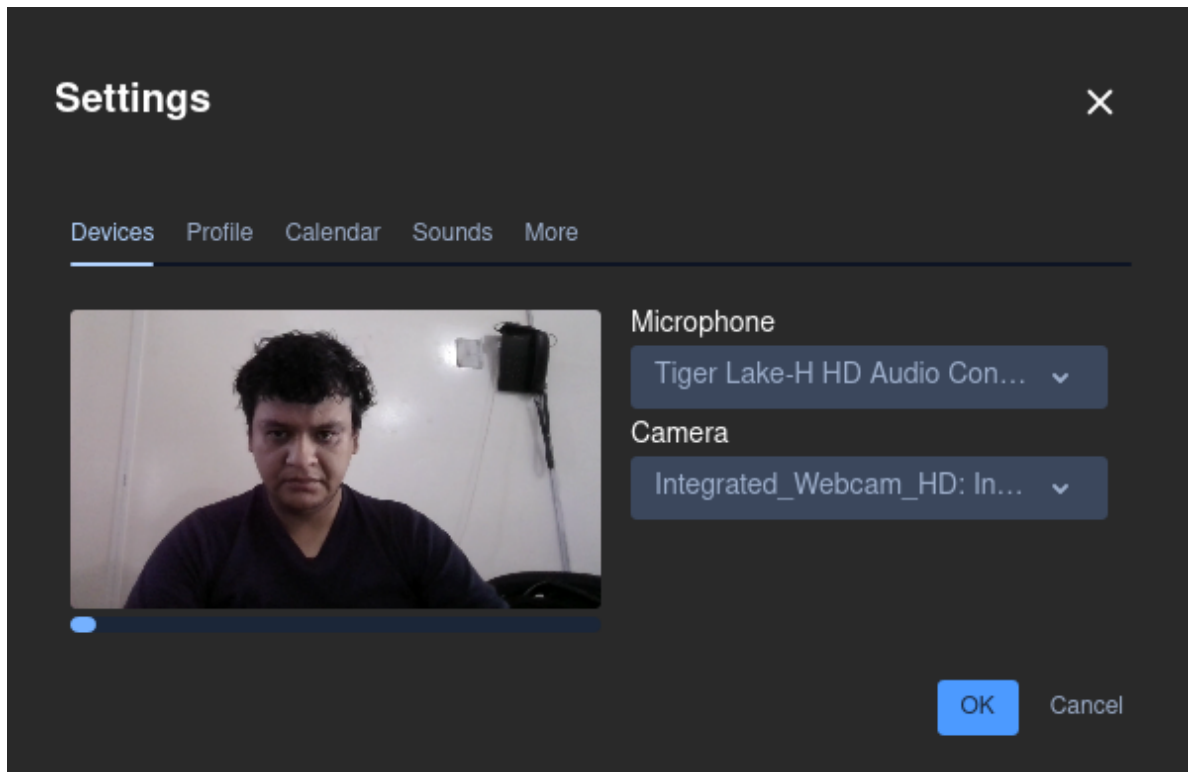 Settings
Devices Profile Calendar Sounds More
Microphone
Tiger Lake-H HD Audio Con...
Camera
Integrated_Webcam_HD: In...
OK Cancel